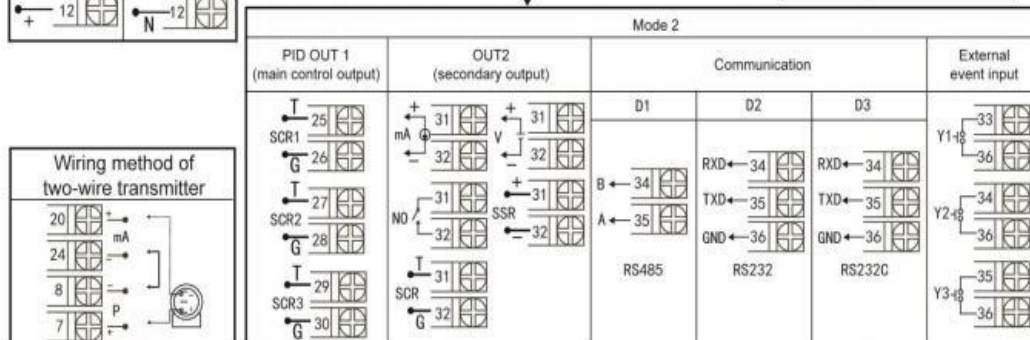 + 12
N 12
Mode 2
PID OUT 1
(main control output)
OUT2
(secondary output)
Communication
External
event input
T 25
SCR1
G 26
T 27
SCR2
G 28
T 29
SCR3
G 30
+ 31
mA
- 32
+ 31
V
- 32
31
NO
32
+ 31
SSR
- 32
T 31
SCR
G 32
D1
B 34
A 35
RS485
D2
RXD 34
TXD 35
GND 36
RS232
D3
RXD 34
TXD 35
GND 36
RS232C
33
Y1
36
34
Y2
36
35
Y3
36
Wiring method of
two-wire transmitter
20 +
mA
24 -
8 -
P
7 +